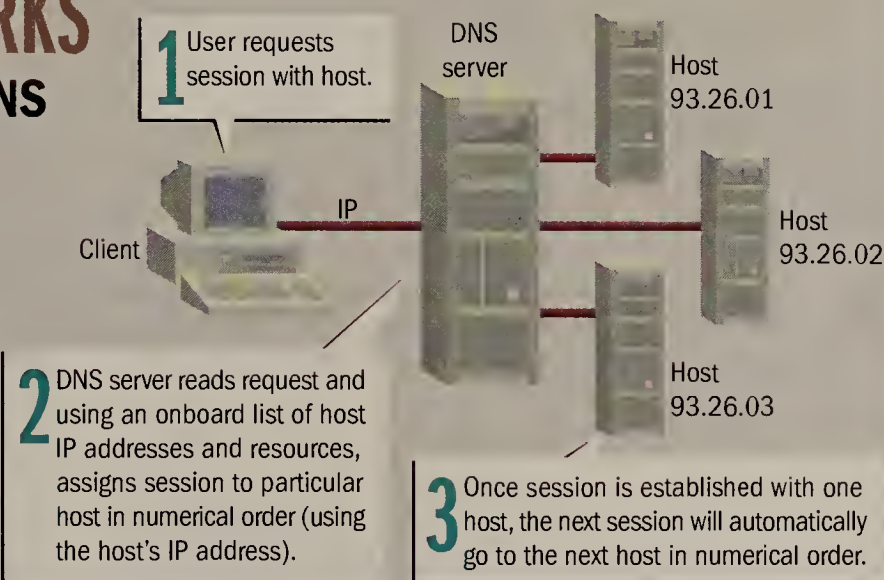 RKS
NS
1 User requests
session with host.
DNS
server
Host
93.26.01
IP
Client
Host
93.26.02
Host
93.26.03
2 DNS server reads request and
using an onboard list of host
IP addresses and resources,
assigns session to particular
host in numerical order (using
the host's IP address).
3 Once session is established with one
host, the next session will automatically
go to the next host in numerical order.